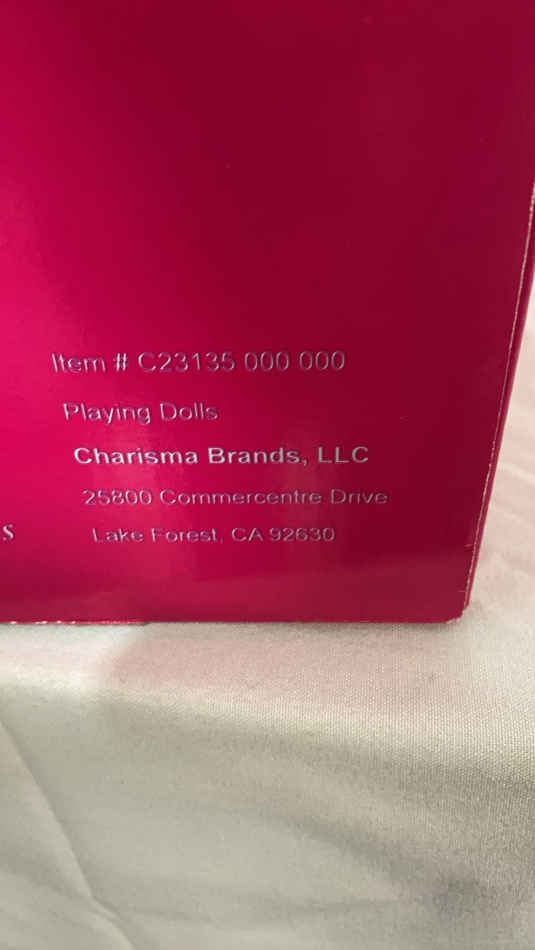 Item # C23135 000 000
Playing Dolls
Charisma Brands, LLC
25800 Commercentre Drive
s
Lake Forest, CA 92630